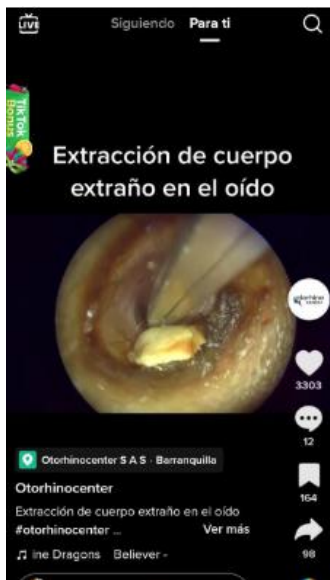 LIVE
Siguiendo Para ti
TikTok
Bonus
Extracción de cuerpo
extraño en el oído
otorhino
3303
12
Otorhinocenter S A S - Barranquilla
164
Otorhinocenter
Extracción de cuerpo extraño en el oído
#otorhinocenter ... Ver más
98
ine Dragons Believer -